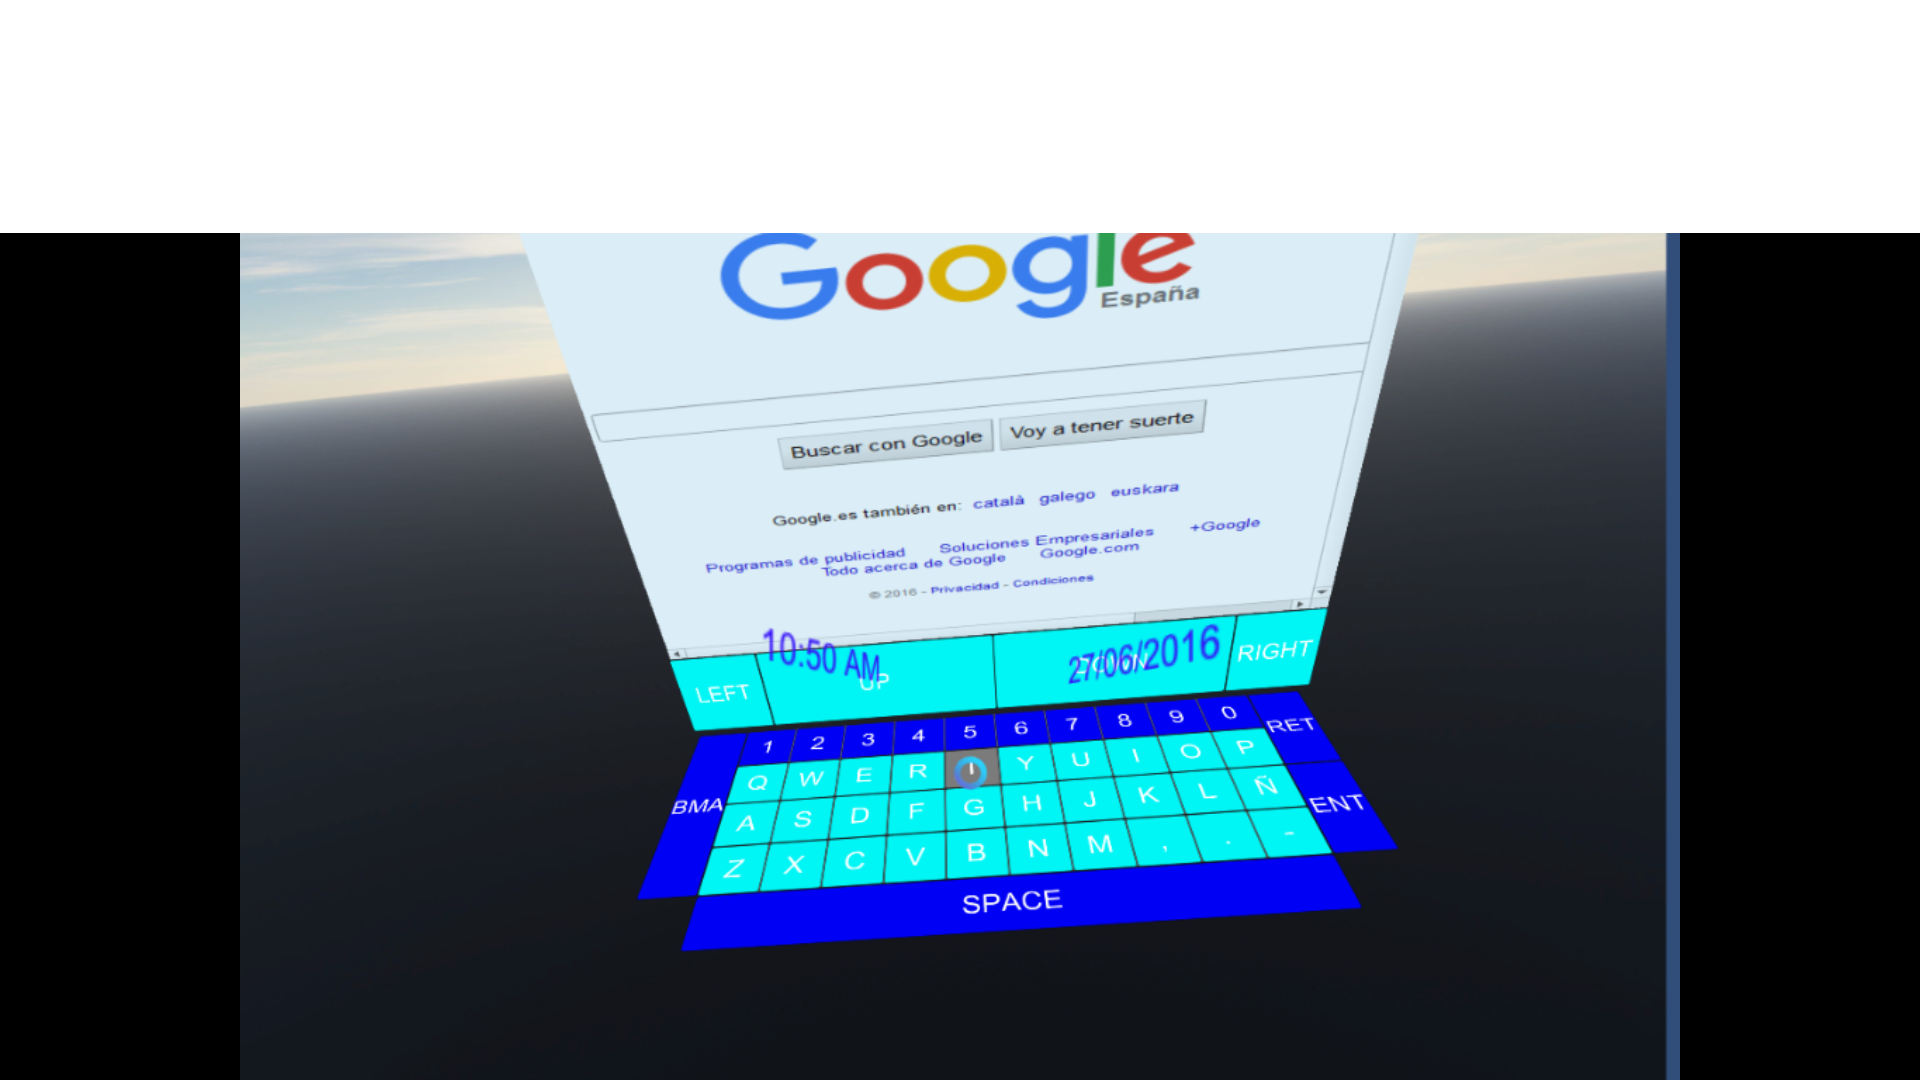 Google
España
Buscar con Google Voy a tener suerte
Google.es también en: català galego euskara
Programas de publicidad Soluciones Empresariales +Google
Todo acerca de Google Google.com
© 2016 - Privacidad - Condiciones
10:50 AM 27/06/2016
LEFT UP DOWN RIGHT
1 2 3 4 5 6 7 8 9 0 RET
Q W E R Y U I O P
BMA A S D F G H J K L Ñ ENT
Z X C V B N M , . -
SPACE